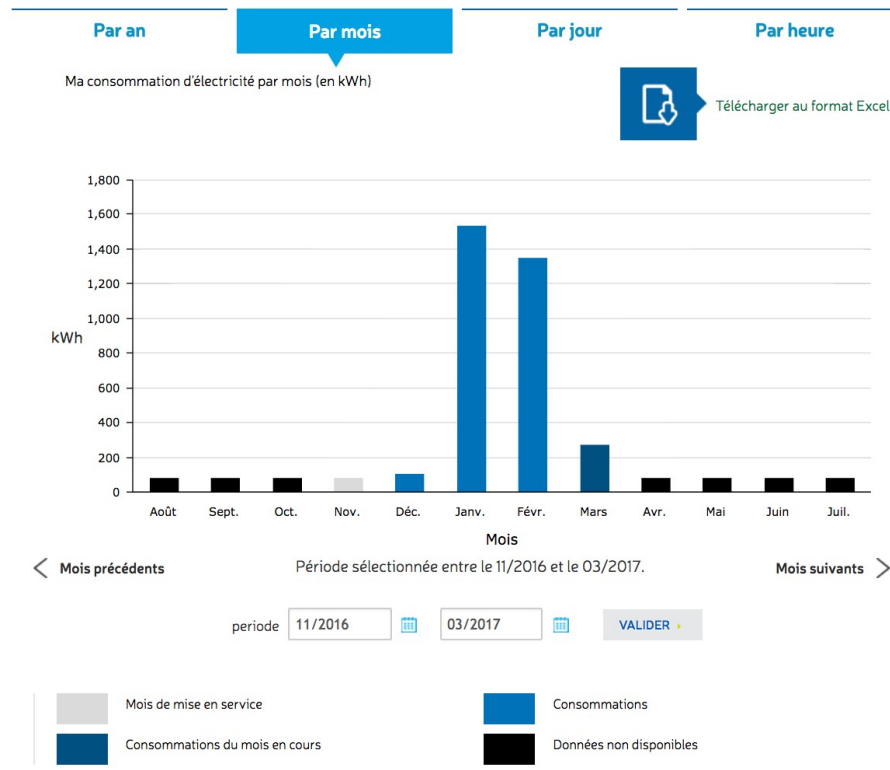 Par an
Par mois
Par jour
Par heure
Ma consommation d'électricité par mois (en kWh)
Télécharger au format Excel
1,800
1,600
1,400
1,200
1,000
kWh
800
600
400
200
0
Août Sept. Oct. Nov. Déc. Janv. Févr. Mars Avr. Mai Juin Juil.
Mois
Mois précédents
Période sélectionnée entre le 11/2016 et le 03/2017.
Mois suivants
periode 11/2016 03/2017 VALIDER
Mois de mise en service
Consommations
Consommations du mois en cours
Données non disponibles